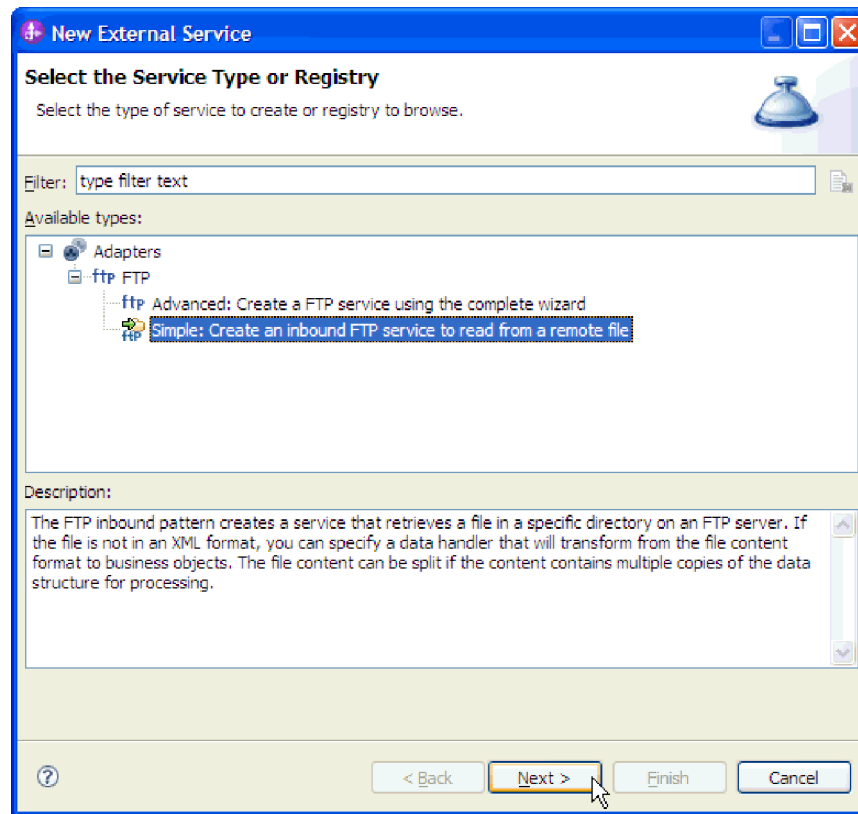 New External Service
Select the Service Type or Registry
Select the type of service to create or registry to browse.
Filter: type filter text
Available types:
Adapters
ftp FTP
ftp Advanced: Create a FTP service using the complete wizard
ftp Simple: Create an inbound FTP service to read from a remote file
Description:
The FTP inbound pattern creates a service that retrieves a file in a specific directory on an FTP server. If
the file is not in an XML format, you can specify a data handler that will transform from the file content
format to business objects. The file content can be split if the content contains multiple copies of the data
structure for processing.
? < Back Next > Finish Cancel